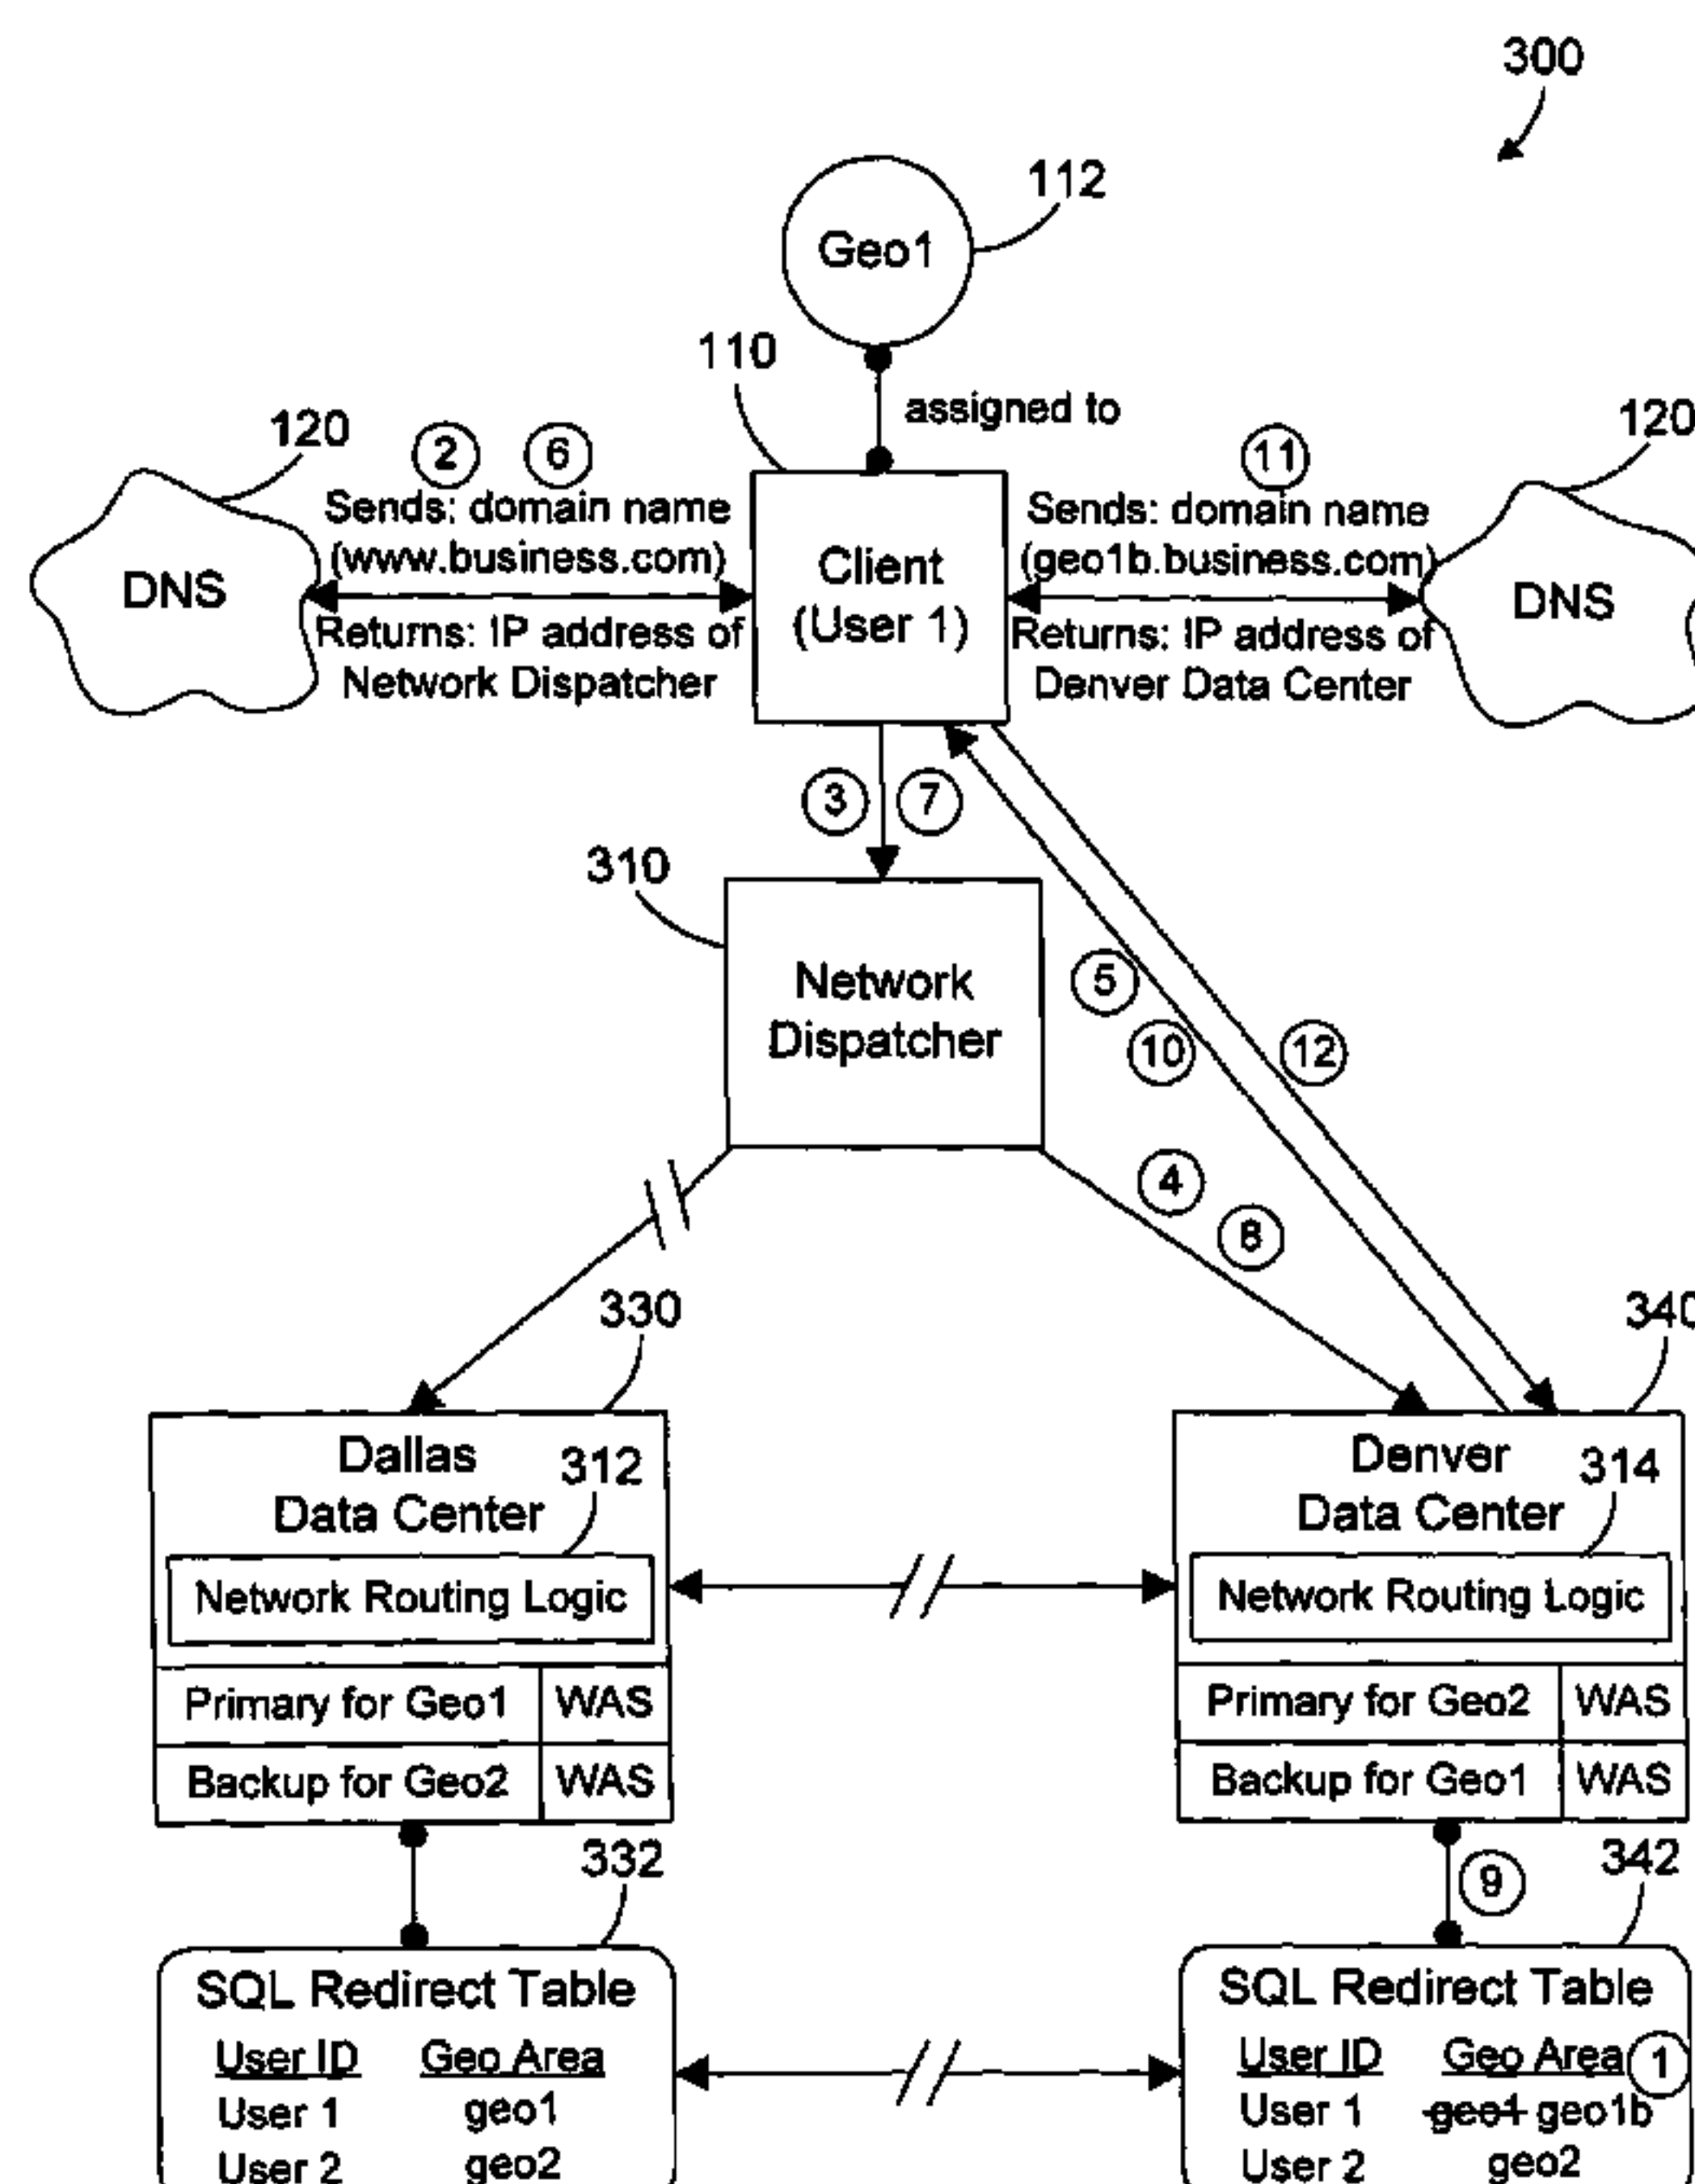 300
112
Geo1
110
assigned to
120
2 6
11
120
Sends: domain name
(www.business.com)
Returns: IP address of
Network Dispatcher
DNS
Client
(User 1)
Sends: domain name
(geo1b.business.com)
Returns: IP address of
Denver Data Center
DNS
3 7
310
Network
Dispatcher
5
10
12
4
8
330
340
Dallas
Data Center
312
Network Routing Logic
Primary for Geo1 WAS
Backup for Geo2 WAS
Denver
Data Center
314
Network Routing Logic
Primary for Geo2 WAS
Backup for Geo1 WAS
332
9
342
SQL Redirect Table
User ID Geo Area
User 1 geo1
User 2 geo2
SQL Redirect Table
User ID Geo Area 1
User 1 geo1 geo1b
User 2 geo2